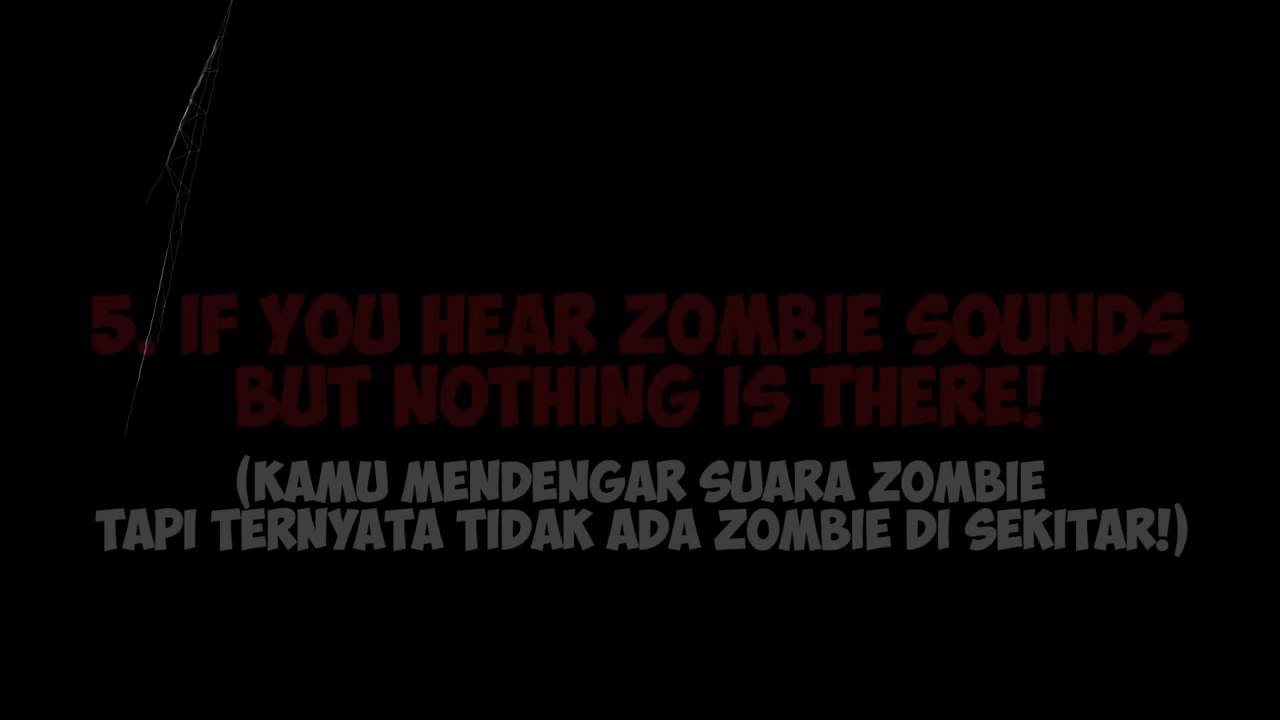 5. IF YOU HEAR ZOMBIE SOUNDS
BUT NOTHING IS THERE!
(KAMU MENDENGAR SUARA ZOMBIE
TAPI TERNYATA TIDAK ADA ZOMBIE DI SEKITAR!)